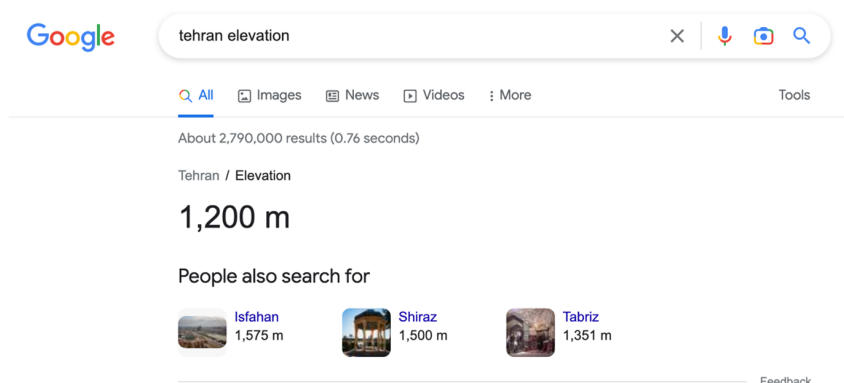 Google
tehran elevation
All Images News Videos More Tools
About 2,790,000 results (0.76 seconds)
Tehran / Elevation
1,200 m
People also search for
Isfahan
1,575 m
Shiraz
1,500 m
Tabriz
1,351 m
Feedback